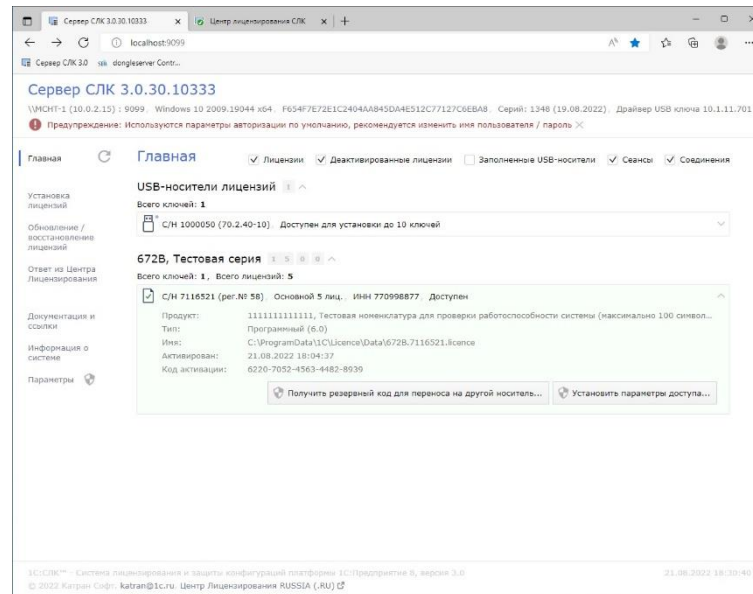 Сервер СЛК 3.0.30.10333
Центр лицензирования СЛК
localhost:9099
Сервер СЛК 3.0
dongleserver Contr...
Сервер СЛК 3.0.30.10333
\\MCHT-1 (10.0.2.15) : 9099, Windows 10 2009.19044 x64, F654F7E72E1C2404AA845DA4E512C77127C6EBA8, Серий: 1348 (19.08.2022), Драйвер USB ключа 10.1.11.701
Предупреждение: Используются параметры авторизации по умолчанию, рекомендуется изменить имя пользователя / пароль
Главная
Установка лицензий
Обновление / восстановление лицензий
Ответ из Центра Лицензирования
Документация и ссылки
Информация о системе
Параметры
Главная
Лицензии
Деактивированные лицензии
Заполненные USB-носители
Сеансы
Соединения
USB-носители лицензий 1
Всего ключей: 1
С/Н 1000050 (70.2.40-10), Доступен для установки до 10 ключей
672B, Тестовая серия 1 5 0 0
Всего ключей: 1, Всего лицензий: 5
С/Н 7116521 (рег.№ 58), Основной 5 лиц., ИНН 770998877, Доступен
Продукт: 1111111111111, Тестовая номенклатура для проверки работоспособности системы (максимально 100 символ...
Тип: Программный (6.0)
Имя: C:\ProgramData\1C\Licence\Data\672B.7116521.licence
Активирован: 21.08.2022 18:04:37
Код активации: 6220-7052-4563-4482-8939
Получить резервный код для переноса на другой носитель...
Установить параметры доступа...
1С:СЛК™ - Система лицензирования и защиты конфигураций платформы 1С:Предприятие 8, версия 3.0
21.08.2022 18:30:40
© 2022 Катран Софт, katran@1c.ru, Центр Лицензирования RUSSIA (.RU)